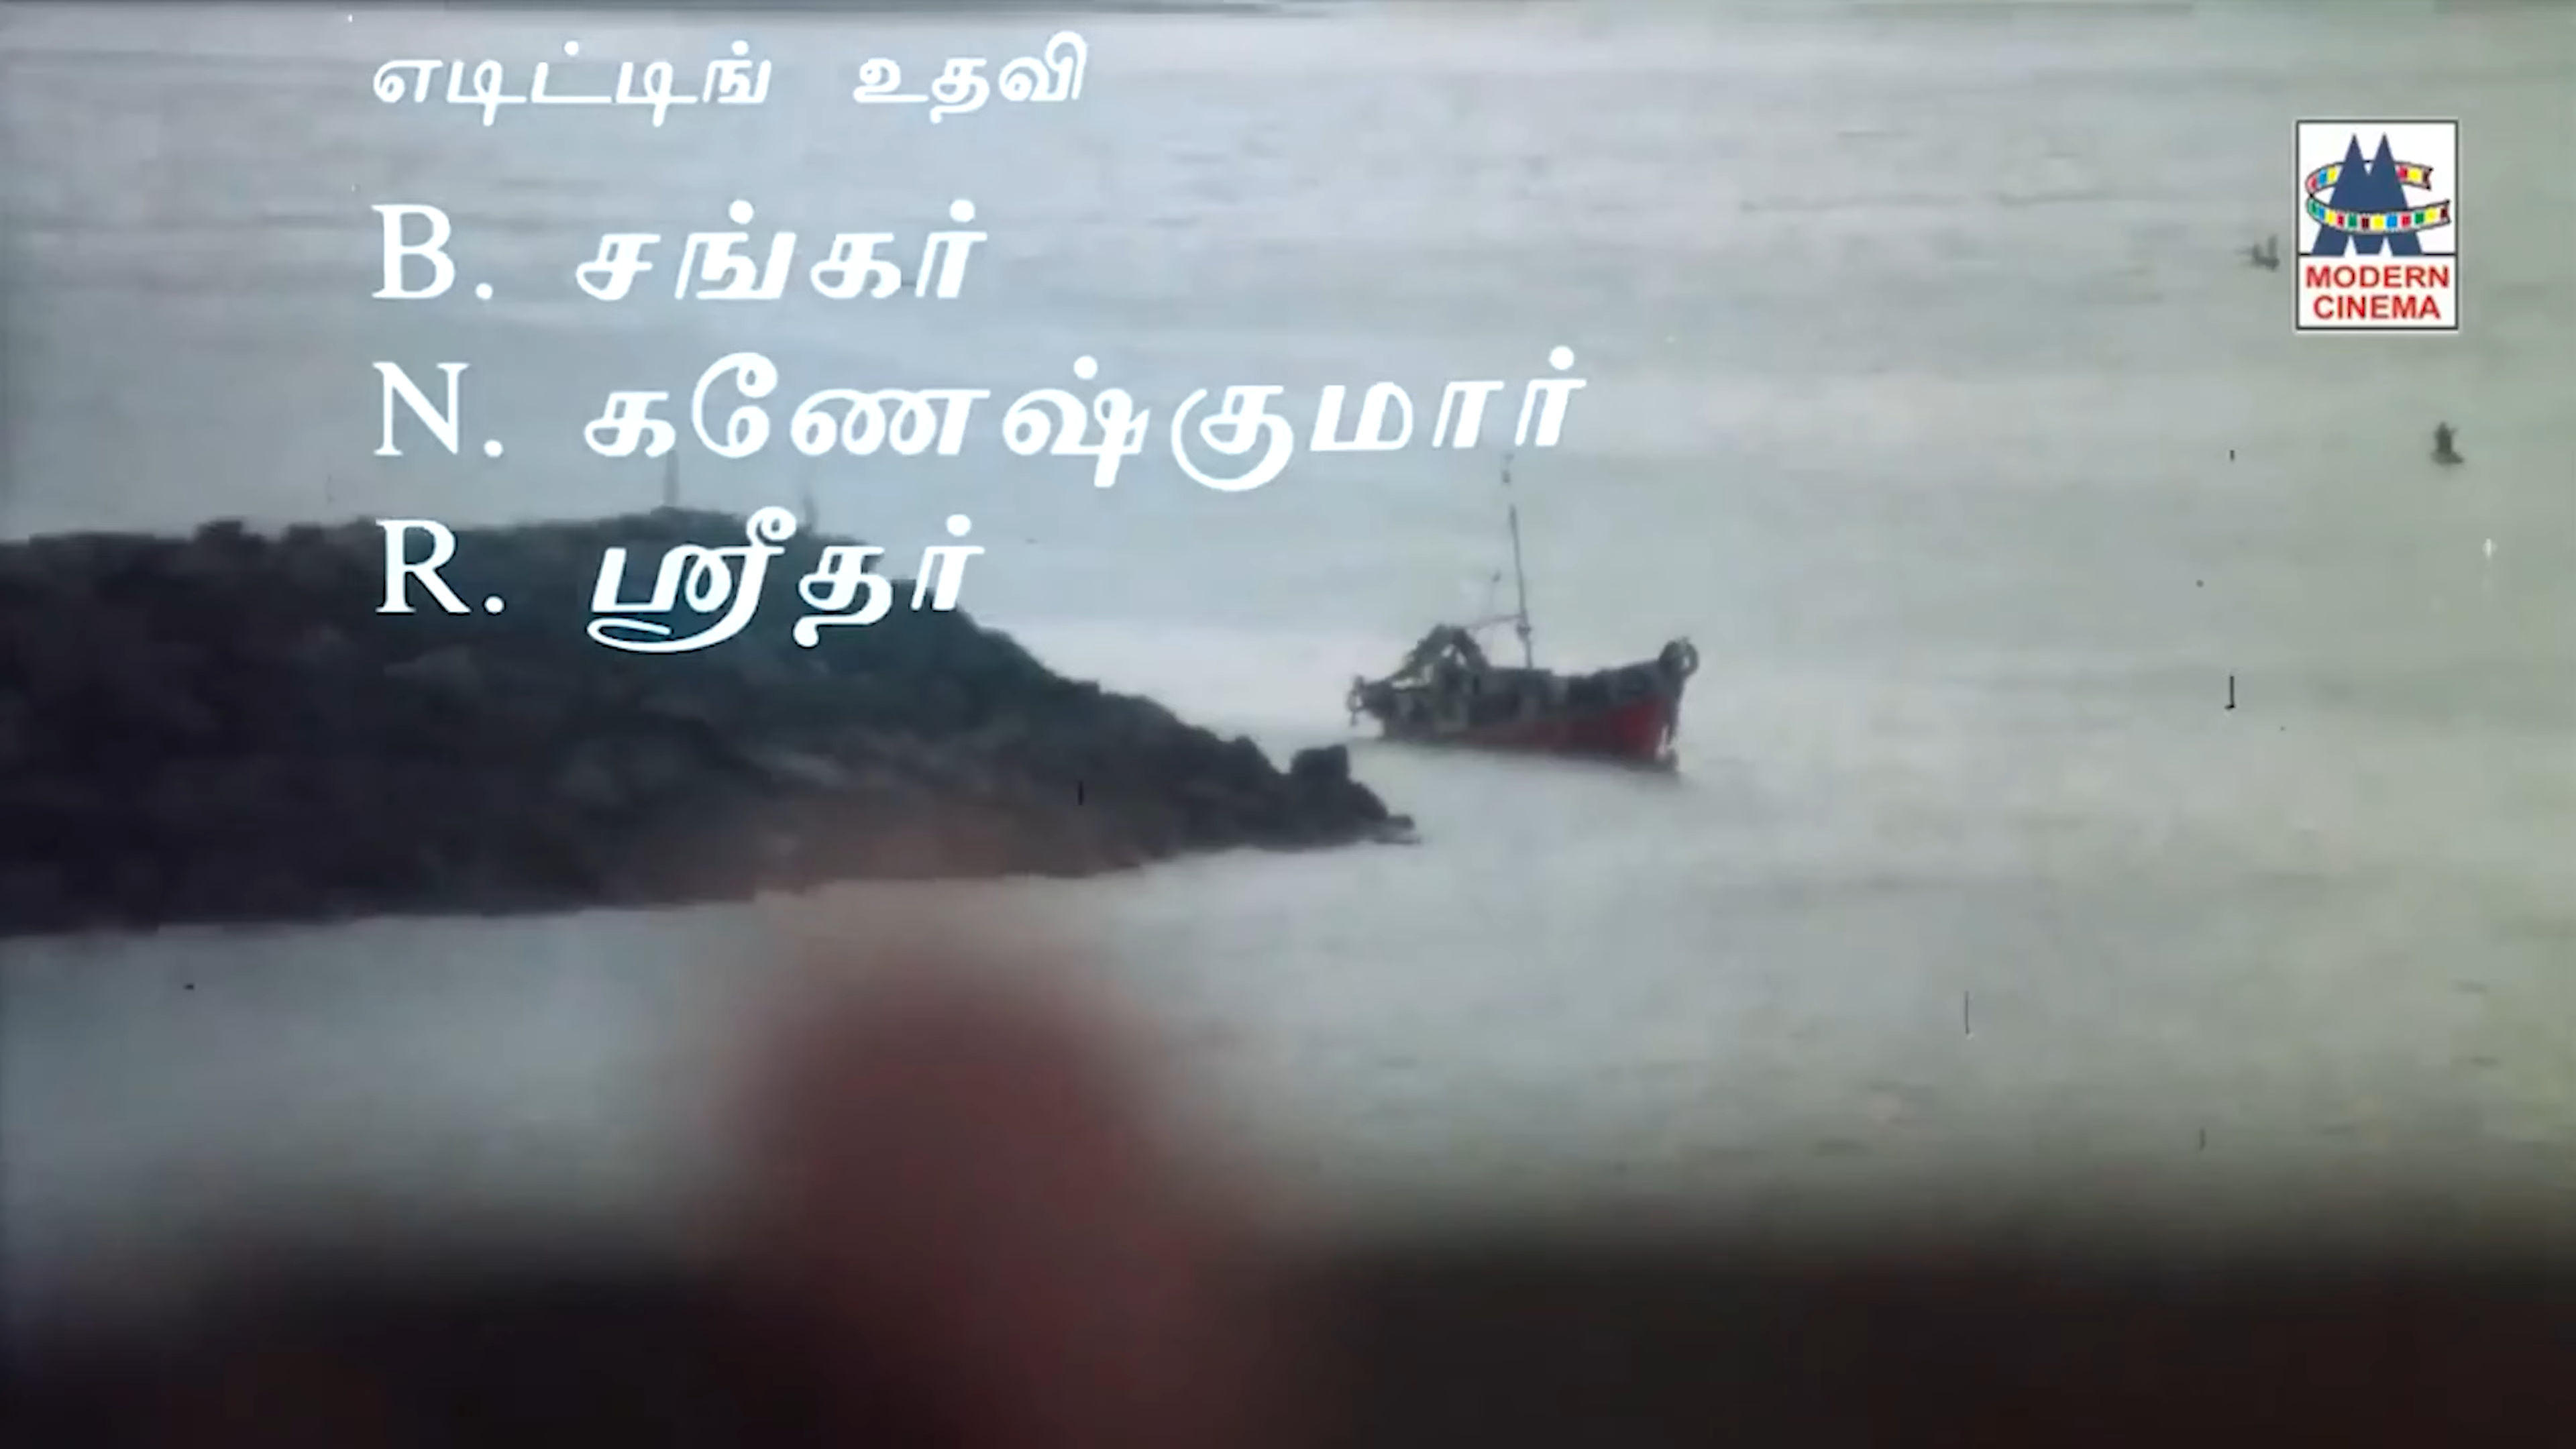 எடிட்டிங் உதவி
B. சங்கர்
N. கணேஷ்குமார்
R. ஸ்ரீதர்
MODERN
CINEMA